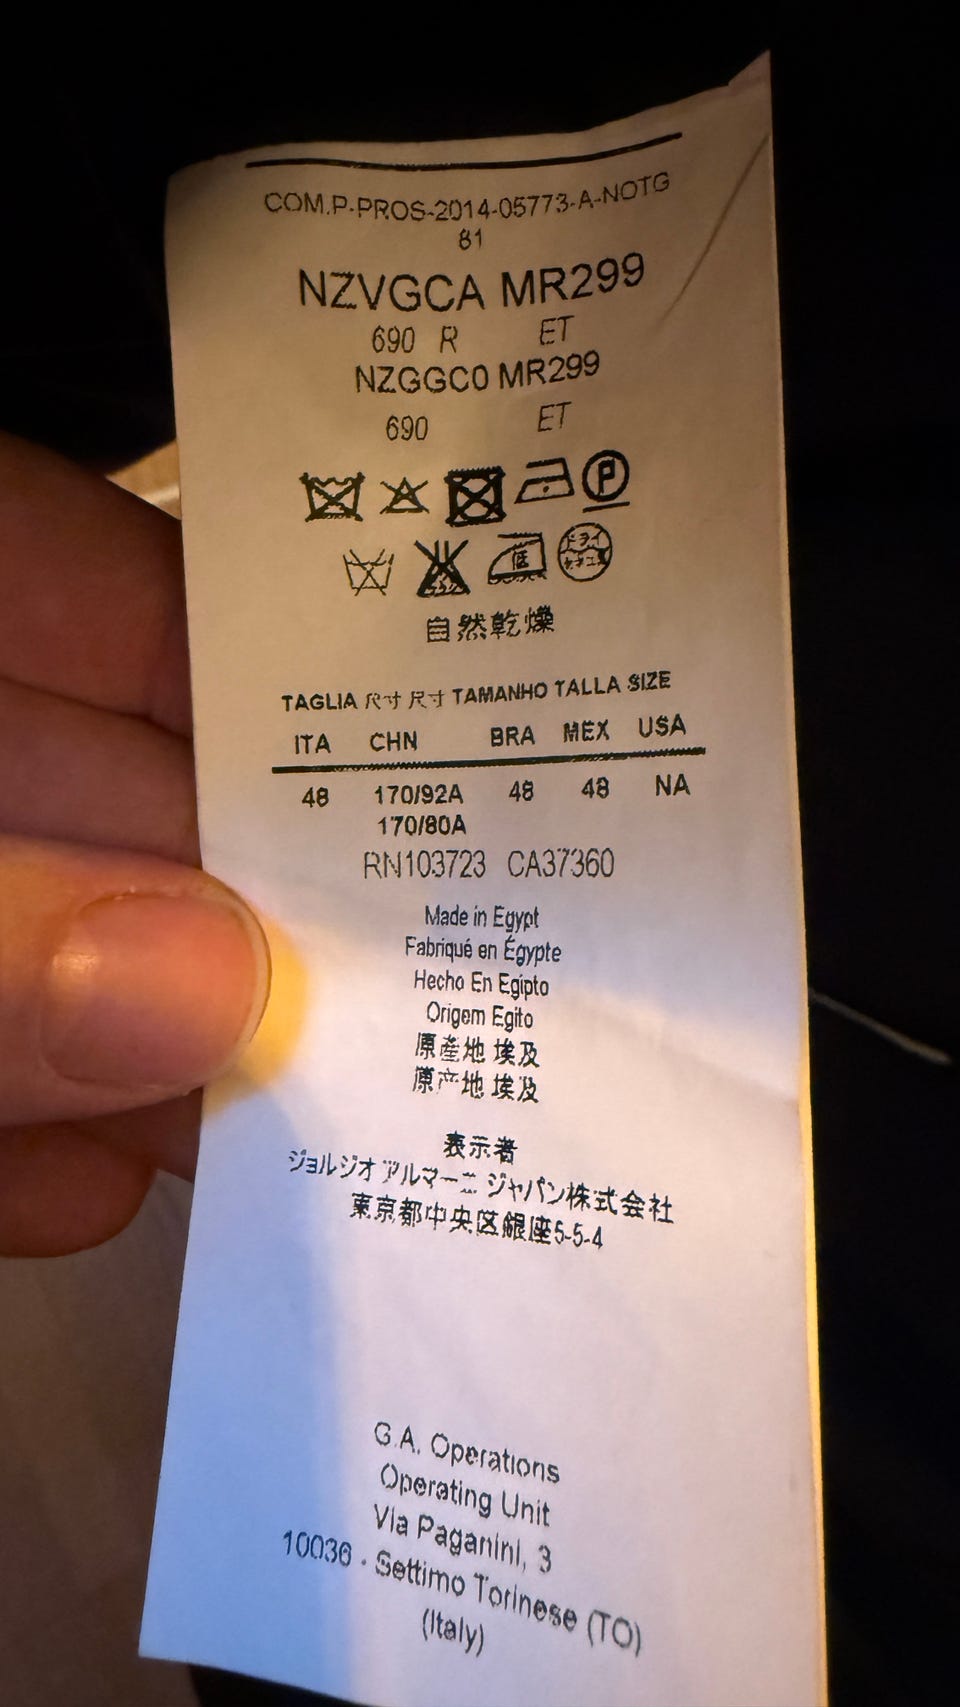 COM.P-PROS-2014-05773-A-NOTG
81
NZVGCA MR299
690 R ET
NZGGC0 MR299
690 ET
P
低 ドライ
自然乾燥
TAGLIA 尺寸 尺寸 TAMANHO TALLA SIZE
ITA CHN BRA MEX USA
48 170/92A 48 48 NA
170/80A
RN103723 CA37360
Made in Egypt
Fabriqué en Égypte
Hecho En Egipto
Origem Egito
原産地 埃及
原产地 埃及
表示者
ジョルジオ アルマーニ ジャパン株式会社
東京都中央区銀座5-5-4
G.A. Operations
Operating Unit
Via Paganini, 3
10036 - Settimo Torinese (TO)
(Italy)